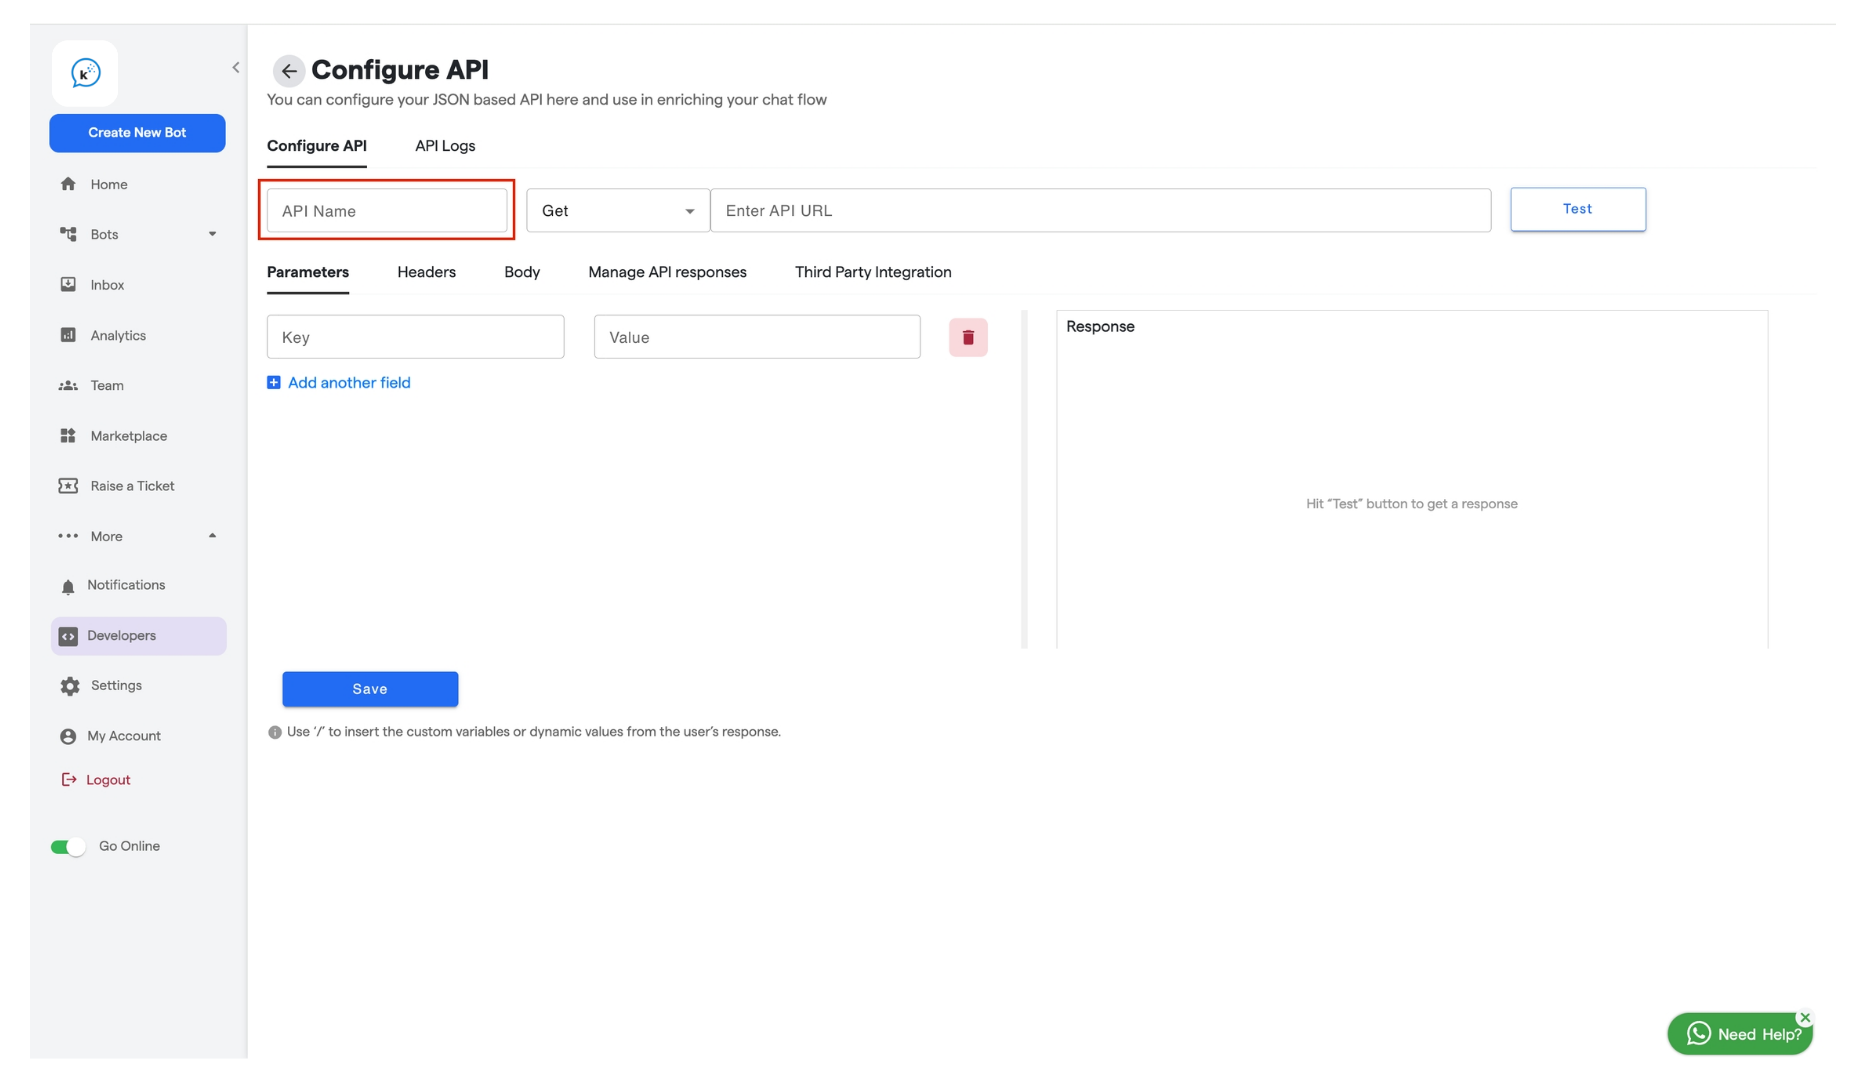 K
Create New Bot
Home
Bots
Inbox
Analytics
Team
Marketplace
Raise a Ticket
More
Notifications
Developers
Settings
My Account
Logout
Go Online
Configure API
You can configure your JSON based API here and use in enriching your chat flow
Configure API API Logs
API Name Get Enter API URL Test
Parameters Headers Body Manage API responses Third Party Integration
Key Value
Add another field
Response
Hit “Test” button to get a response
Save
Use ‘/’ to insert the custom variables or dynamic values from the user’s response.
Need Help?